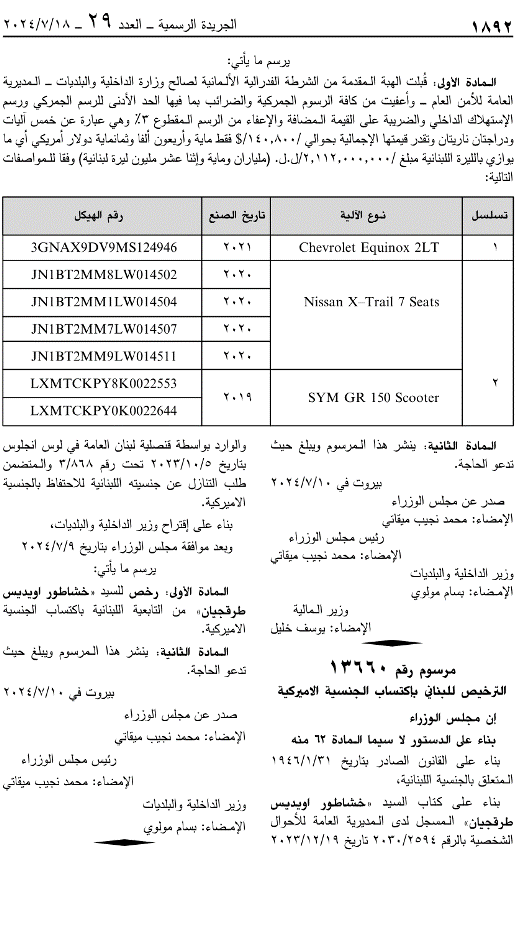 ١٨٩٢
الجريدة الرسمية – العدد ٢٩ – ٢٠٢٤/٧/١٨
يرسم ما يأتي:
المادة الأولى: قُبلت الهبة المقدمة من الشرطة الفدرالية الألمانية لصالح وزارة الداخلية والبلديات – المديرية
العامة للأمن العام – وأعفيت من كافة الرسوم الجمركية والضرائب بما فيها الحد الأدنى للرسم الجمركي ورسم
الإستهلاك الداخلي والضريبة على القيمة المضافة والإعفاء من الرسم المقطوع ٣٪ وهي عبارة عن خمس آليات
ودراجتان ناريتان وتقدر قيمتها الإجمالية بحوالي /١٤٠,٨٠٠/$ فقط ماية وأربعون ألفا وثمانماية دولار أمريكي أي ما
يوازي بالليرة اللبنانية مبلغ /٢,١١٢,٠٠٠,٠٠٠/ل.ل. (ملياران وماية وإثنا عشر مليون ليرة لبنانية) وفقا للمواصفات
التالية:
تسلسل نوع الآلية تاريخ الصنع رقم الهيكل
١ Chevrolet Equinox 2LT ٢٠٢١ 3GNAX9DV9MS124946
٢ Nissan X–Trail 7 Seats ٢٠٢٠ JN1BT2MM8LW014502
٢٠٢٠ JN1BT2MM1LW014504
٢٠٢٠ JN1BT2MM7LW014507
٢٠٢٠ JN1BT2MM9LW014511
SYM GR 150 Scooter ٢٠١٩ LXMTCKPY8K0022553
LXMTCKPY0K0022644
المادة الثانية: ينشر هذا المرسوم ويبلغ حيث
تدعو الحاجة.
بيروت في ٢٠٢٤/٧/١٠
صدر عن مجلس الوزراء
الإمضاء: محمد نجيب ميقاتي
رئيس مجلس الوزراء
الإمضاء: محمد نجيب ميقاتي
وزير الداخلية والبلديات
الإمضاء: بسام مولوي
وزير المالية
الإمضاء: يوسف خليل
مرسوم رقم ١٣٦٦٠
الترخيص للبناني بإكتساب الجنسية الاميركية
إن مجلس الوزراء
بناء على الدستور لا سيما المادة ٦٢ منه
بناء على القانون الصادر بتاريخ ١٩٤٦/١/٣١
المتعلق بالجنسية اللبنانية،
بناء على كتاب السيد «خشاطور اويديس
طرقجيان» المسجل لدى المديرية العامة للأحوال
الشخصية بالرقم ٢٠٣٠/٢٥٩٤ تاريخ ٢٠٢٣/١٢/١٩
والوارد بواسطة قنصلية لبنان العامة في لوس انجلوس
بتاريخ ٢٠٢٣/١٠/٥ تحت رقم ٣/٨٦٨ والمتضمن
طلب التنازل عن جنسيته اللبنانية للاحتفاظ بالجنسية
الاميركية.
بناء على إقتراح وزير الداخلية والبلديات،
وبعد موافقة مجلس الوزراء بتاريخ ٢٠٢٤/٧/٩
يرسم ما يأتي:
المادة الأولى: رخص للسيد «خشاطور اويديس
طرقجيان» من التابعية اللبنانية باكتساب الجنسية
الاميركية.
المادة الثانية: ينشر هذا المرسوم ويبلغ حيث
تدعو الحاجة.
بيروت في ٢٠٢٤/٧/١٠
صدر عن مجلس الوزراء
الإمضاء: محمد نجيب ميقاتي
رئيس مجلس الوزراء
الإمضاء: محمد نجيب ميقاتي
وزير الداخلية والبلديات
الإمضاء: بسام مولوي